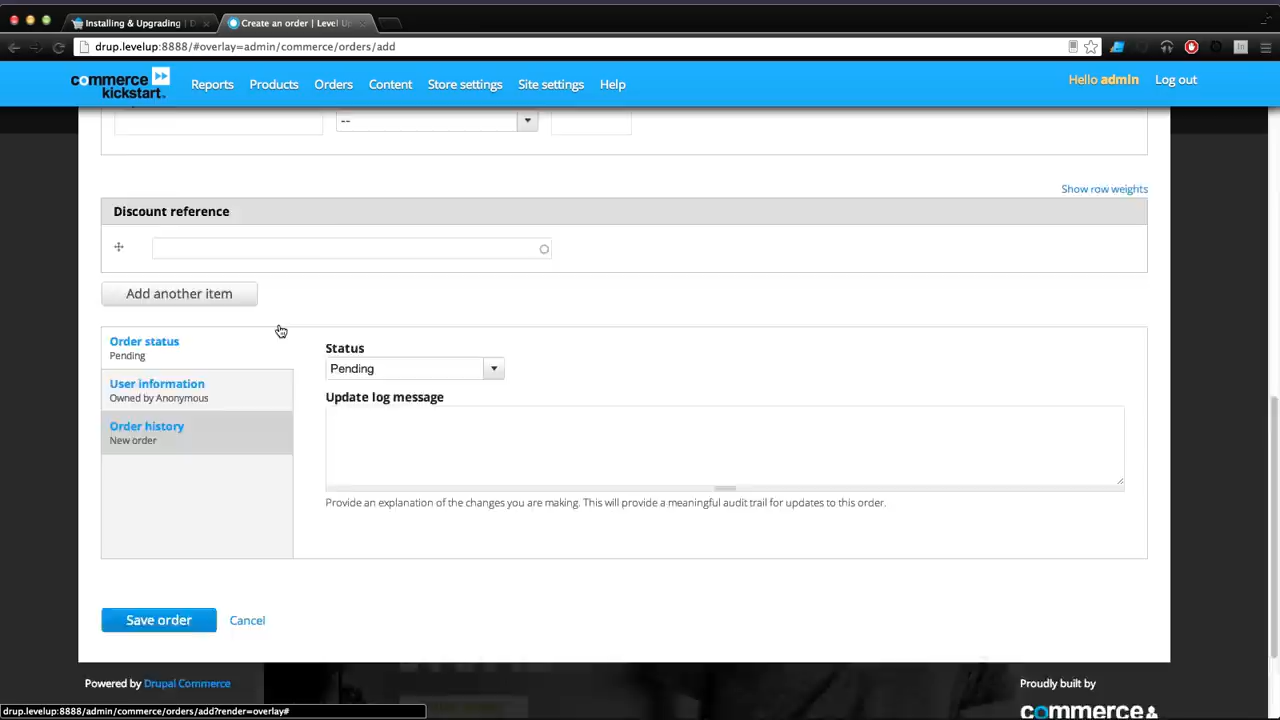 Installing & Upgrading | D
Create an order | Level Up
drup.levelup:8888/#overlay=admin/commerce/orders/add
commerce kickstart.
Reports Products Orders Content Store settings Site settings Help
Hello admin Log out
--
Show row weights
Discount reference
Add another item
Order status
Pending
User information
Owned by Anonymous
Order history
New order
Status
Pending
Update log message
Provide an explanation of the changes you are making. This will provide a meaningful audit trail for updates to this order.
Save order Cancel
Powered by Drupal Commerce
Proudly built by
commerce
drup.levelup:8888/admin/commerce/orders/add?render=overlay#